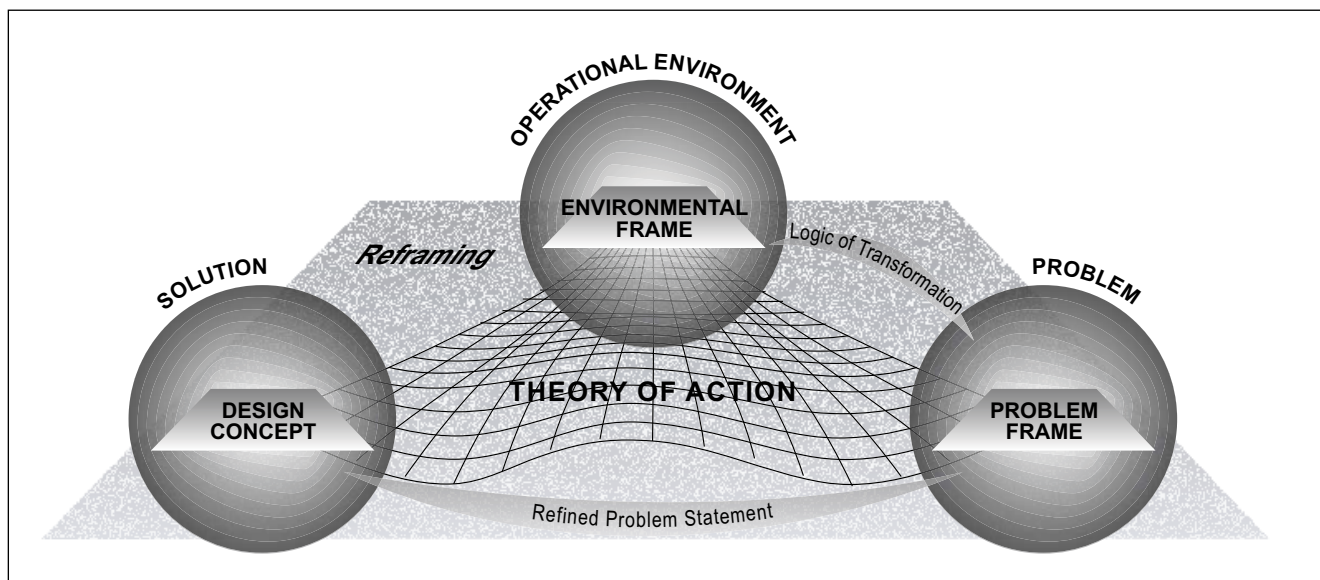 OPERATIONAL ENVIRONMENT
ENVIRONMENTAL
FRAME
Reframing
Logic of Transformation
SOLUTION
PROBLEM
THEORY OF ACTION
DESIGN
CONCEPT
PROBLEM
FRAME
Refined Problem Statement